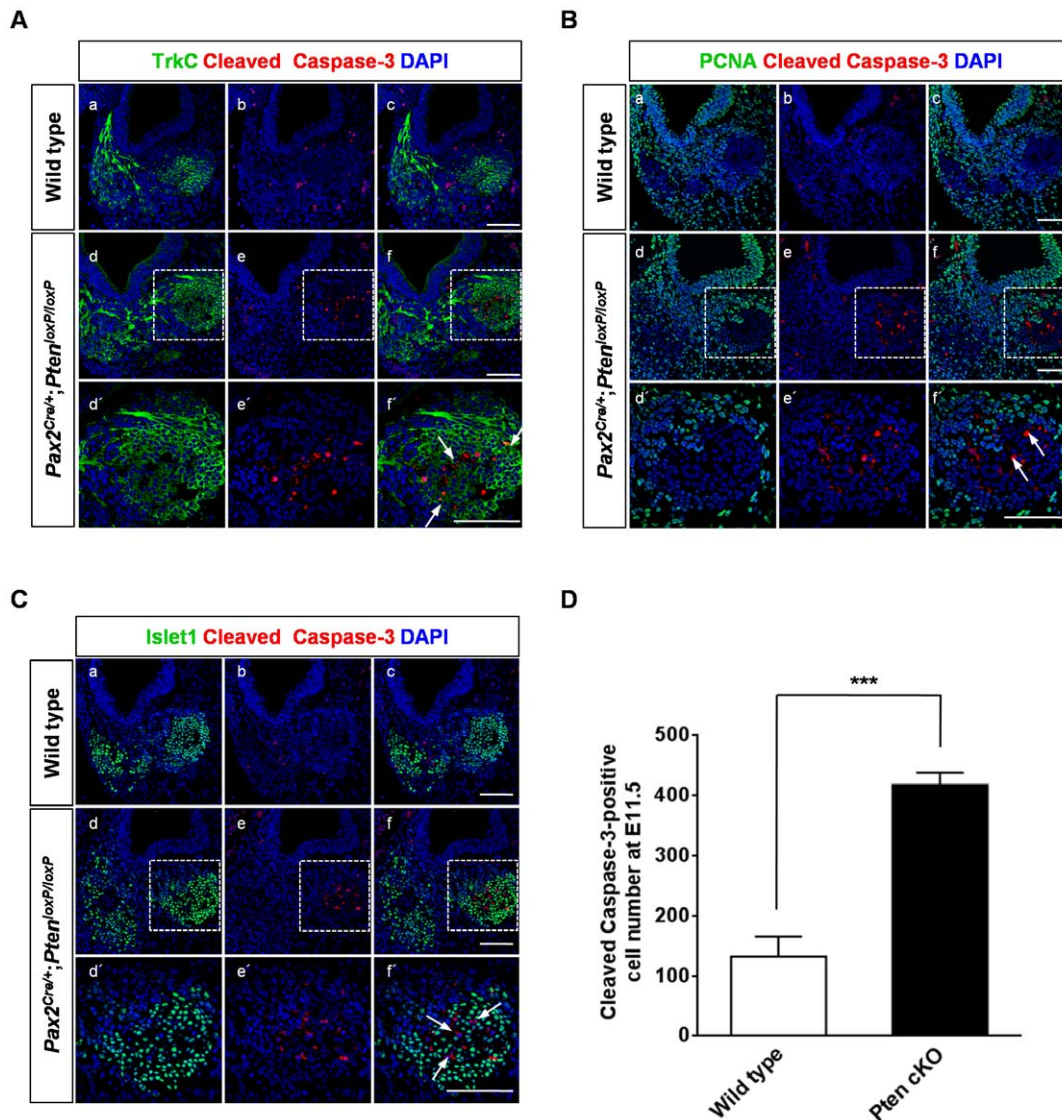 A
TrkC Cleaved Caspase-3 DAPI
Wild type
a
b
c
Pax2Cre/+;PtenloxP/loxP
d
e
f
d´
e´
f´
B
PCNA Cleaved Caspase-3 DAPI
Wild type
a
b
c
Pax2Cre/+;PtenloxP/loxP
d
e
f
d´
e´
f´
C
Islet1 Cleaved Caspase-3 DAPI
Wild type
a
b
c
Pax2Cre/+;PtenloxP/loxP
d
e
f
d´
e´
f´
D
***
Cleaved Caspase-3-positive
cell number at E11.5
500
400
300
200
100
0
Wild type
Pten cKO